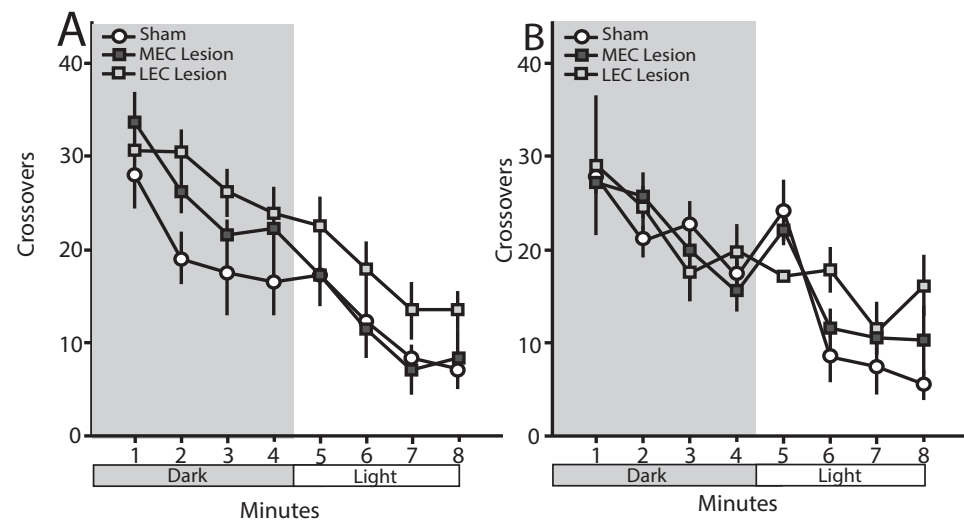 A
Sham
MEC Lesion
LEC Lesion
40
30
20
10
0
Crossovers
1 2 3 4 5 6 7 8
Dark Light
Minutes
B
Sham
MEC Lesion
LEC Lesion
40
30
20
10
0
Crossovers
1 2 3 4 5 6 7 8
Dark Light
Minutes